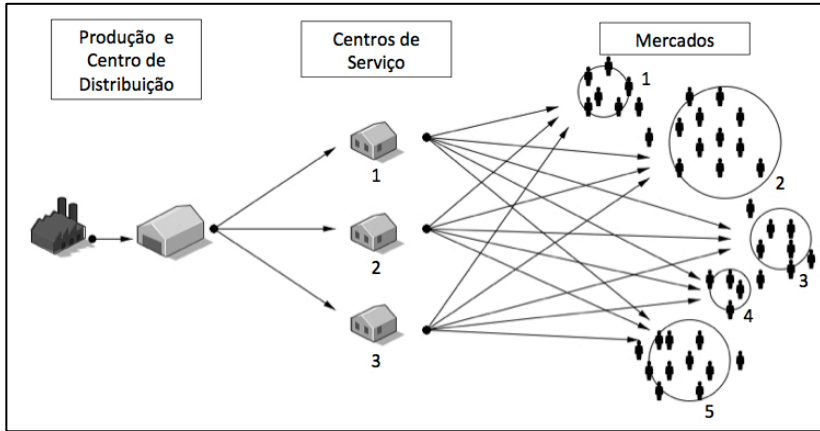 Produção e
Centro de
Distribuição
Centros de
Serviço
Mercados
1
2
3
1
2
3
4
5